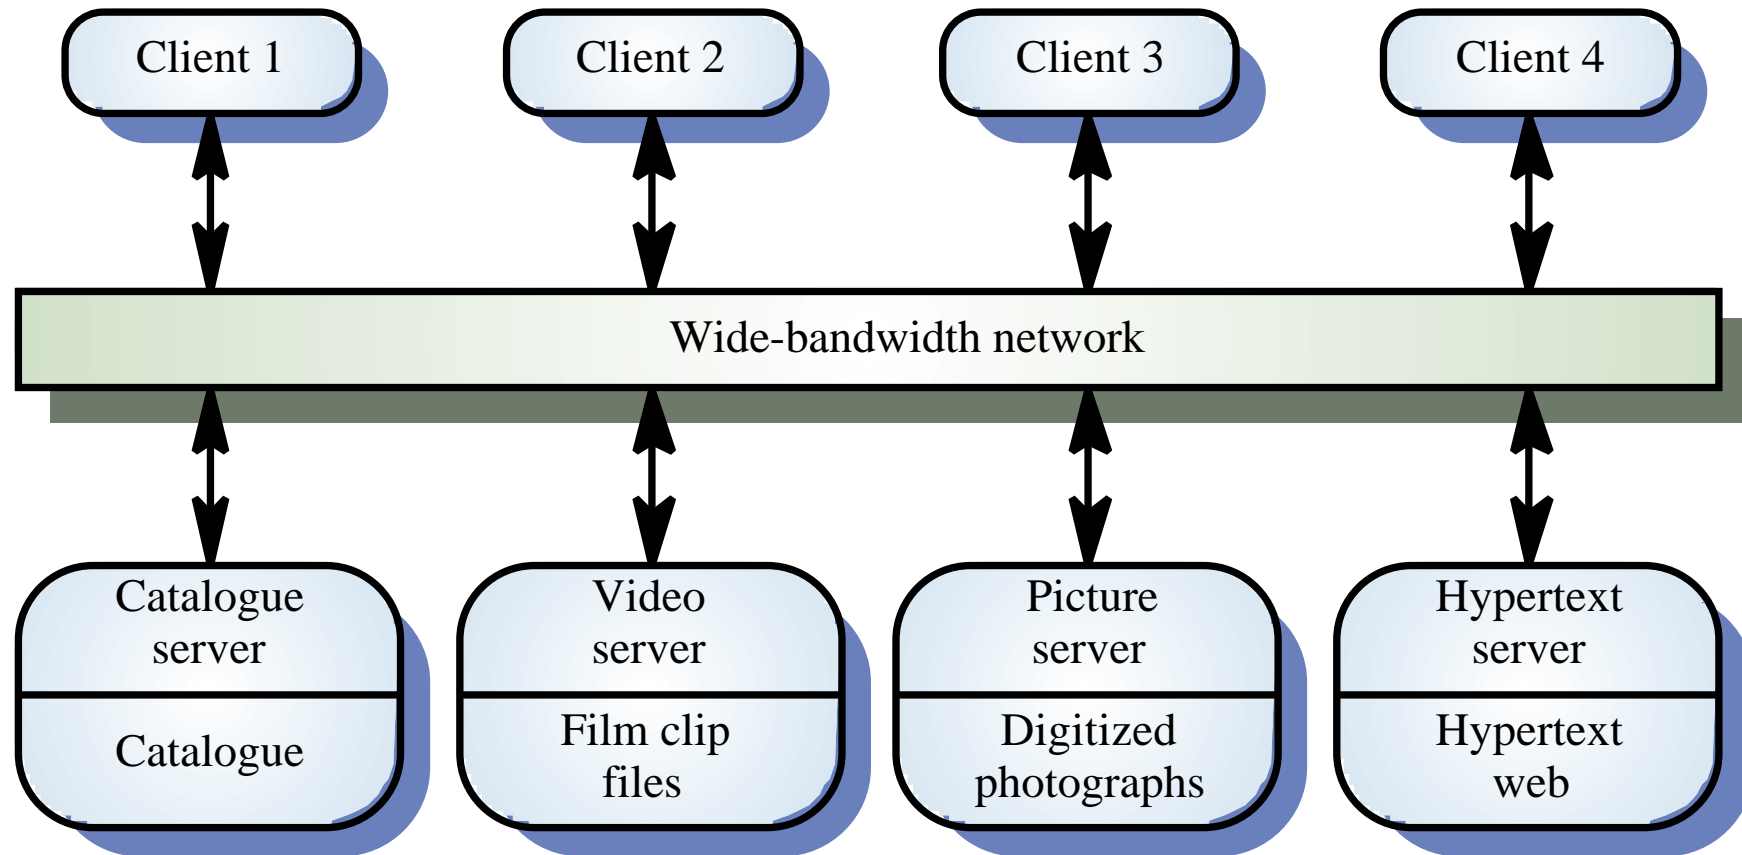 Client 1
Client 2
Client 3
Client 4
Wide-bandwidth network
Catalogue
server
Catalogue
Video
server
Film clip
files
Picture
server
Digitized
photographs
Hypertext
server
Hypertext
web